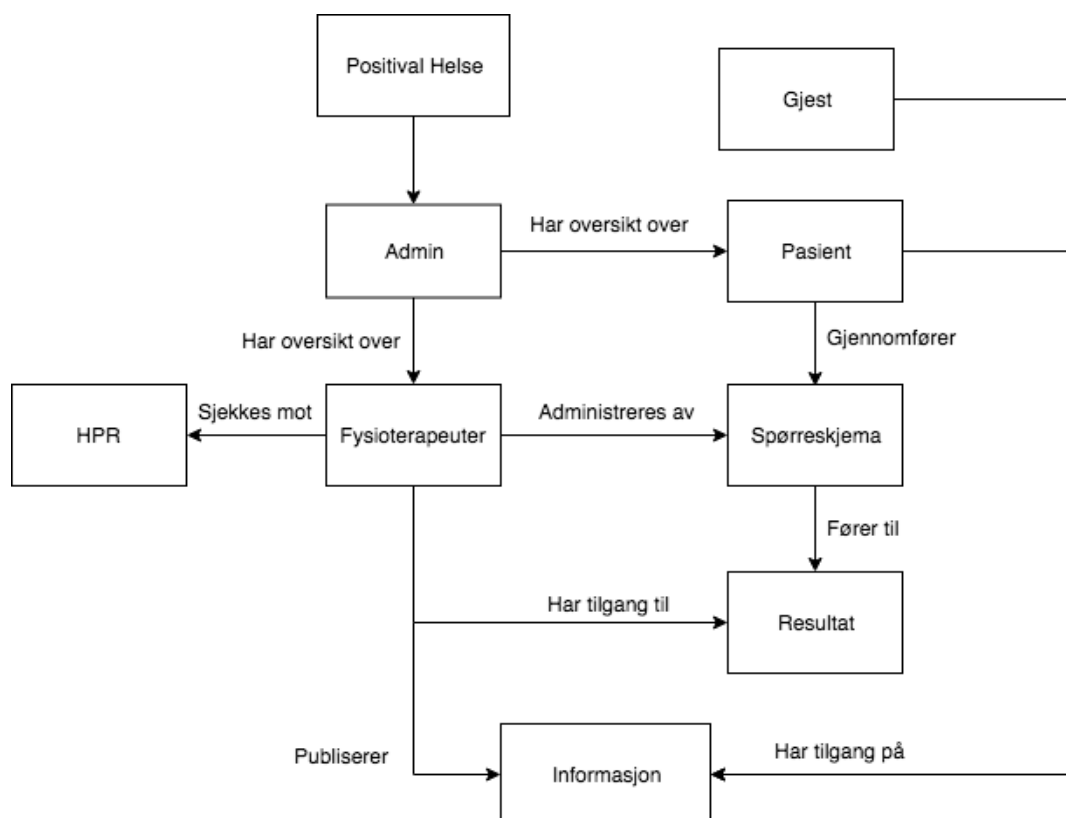 Positival Helse
Gjest
Har oversikt over
Admin
Pasient
Har oversikt over
Gjennomfører
Sjekkes mot
Administreres av
HPR
Fysioterapeuter
Spørreskjema
Fører til
Har tilgang til
Resultat
Publiserer
Har tilgang på
Informasjon